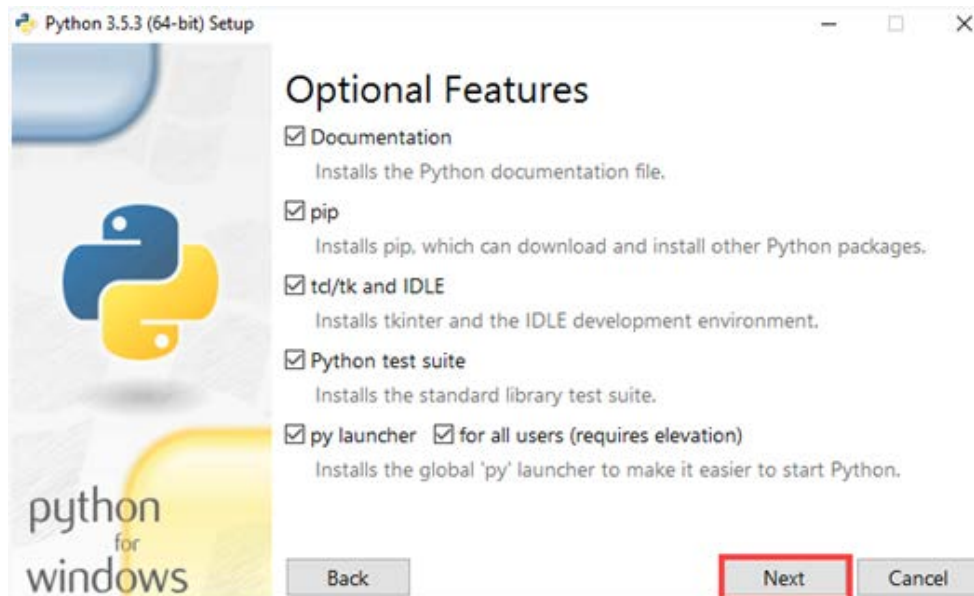 Python 3.5.3 (64-bit) Setup
Optional Features
Documentation
Installs the Python documentation file.
pip
Installs pip, which can download and install other Python packages.
tcl/tk and IDLE
Installs tkinter and the IDLE development environment.
Python test suite
Installs the standard library test suite.
py launcher for all users (requires elevation)
Installs the global 'py' launcher to make it easier to start Python.
python
for
windows
Back Next Cancel